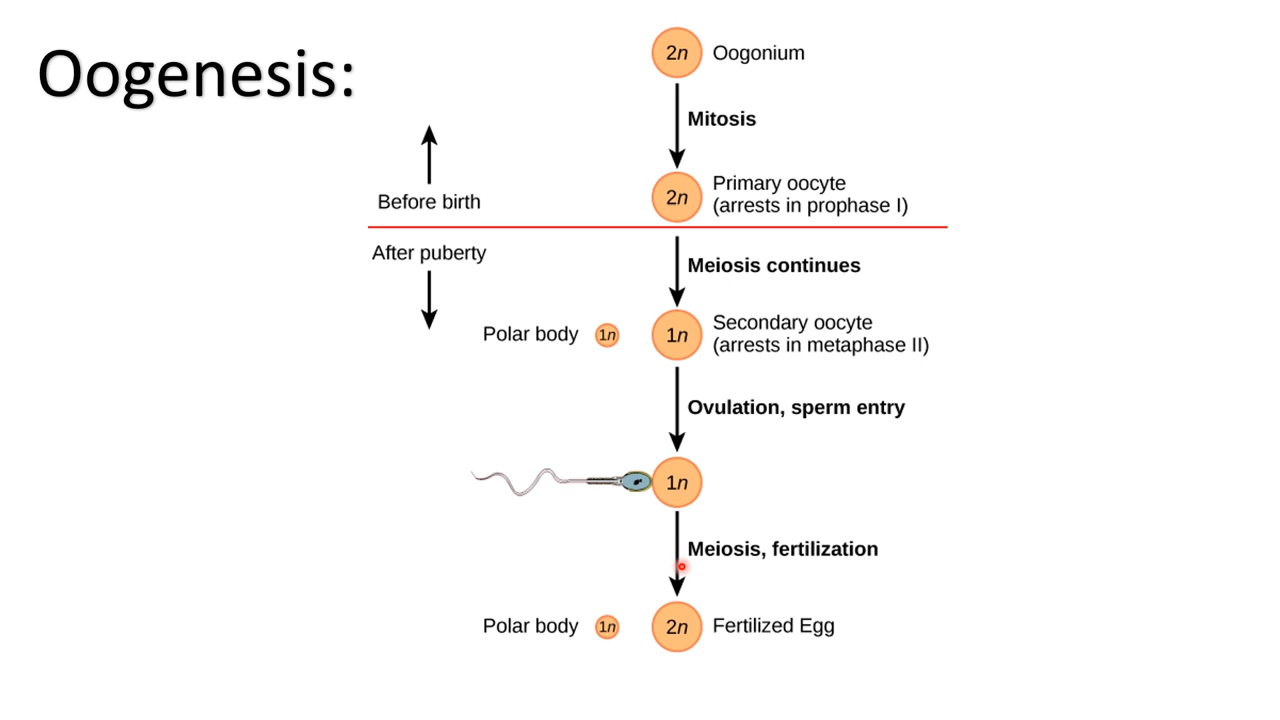 Oogenesis:
2n Oogonium
Mitosis
Before birth
2n Primary oocyte
(arrests in prophase I)
After puberty
Meiosis continues
Polar body 1n 1n Secondary oocyte
(arrests in metaphase II)
Ovulation, sperm entry
1n
Meiosis, fertilization
Polar body 1n 2n Fertilized Egg